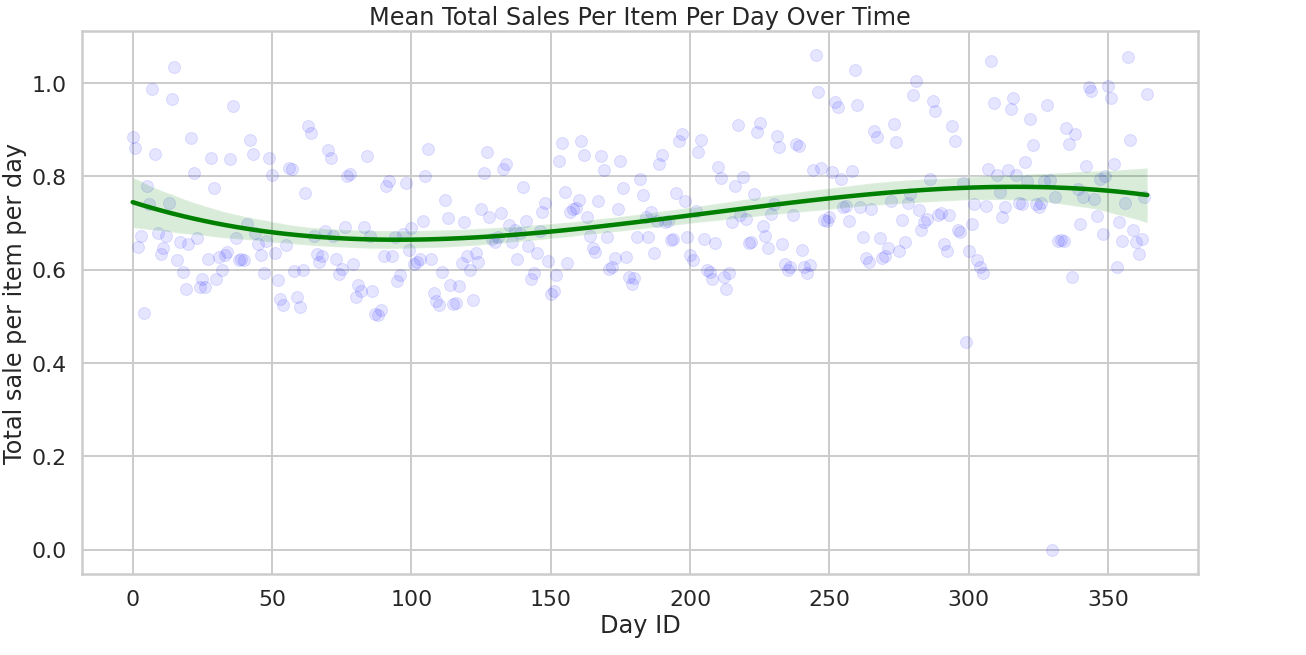 Mean Total Sales Per Item Per Day Over Time
Total sale per item per day
1.0
0.8
0.6
0.4
0.2
0.0
0 50 100 150 200 250 300 350
Day ID